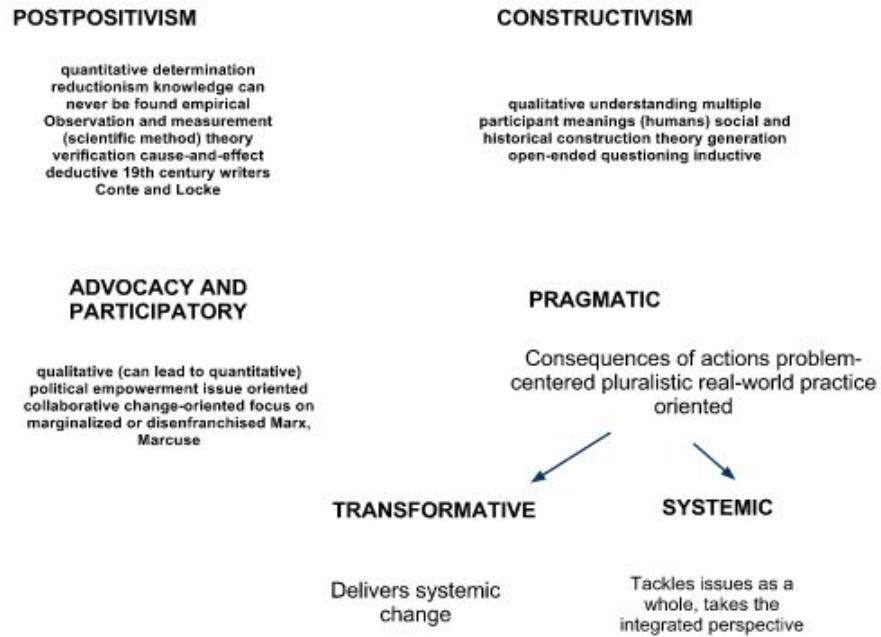 POSTPOSITIVISM
quantitative determination
reductionism knowledge can
never be found empirical
Observation and measurement
(scientific method) theory
verification cause-and-effect
deductive 19th century writers
Conte and Locke
CONSTRUCTIVISM
qualitative understanding multiple
participant meanings (humans) social and
historical construction theory generation
open-ended questioning inductive
ADVOCACY AND
PARTICIPATORY
qualitative (can lead to quantitative)
political empowerment issue oriented
collaborative change-oriented focus on
marginalized or disenfranchised Marx,
Marcuse
PRAGMATIC
Consequences of actions problem-
centered pluralistic real-world practice
oriented
TRANSFORMATIVE
Delivers systemic
change
SYSTEMIC
Tackles issues as a
whole, takes the
integrated perspective